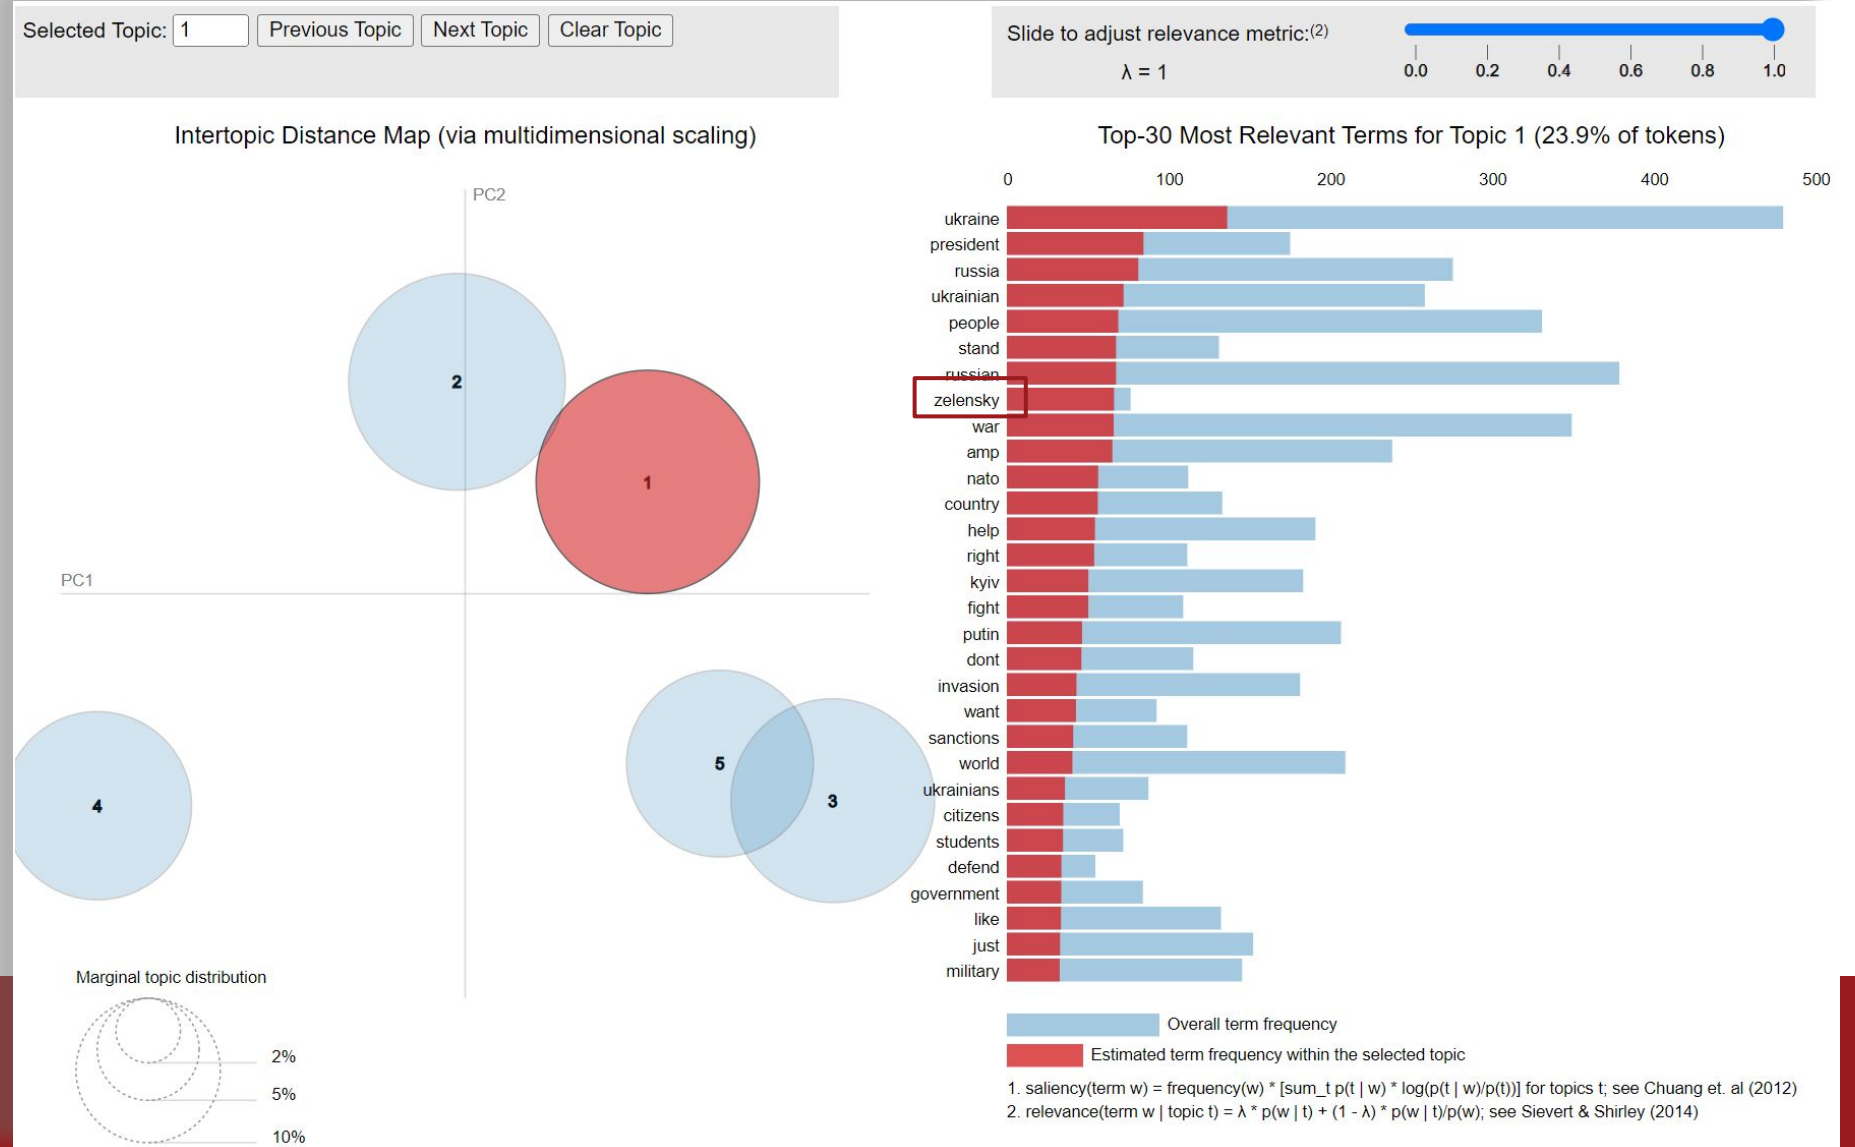 Selected Topic: 1 Previous Topic Next Topic Clear Topic
Slide to adjust relevance metric:(2)
λ = 1
0.0 0.2 0.4 0.6 0.8 1.0
Intertopic Distance Map (via multidimensional scaling)
PC2
PC1
2
1
5
3
4
Marginal topic distribution
2%
5%
10%
Top-30 Most Relevant Terms for Topic 1 (23.9% of tokens)
0 100 200 300 400 500
ukraine
president
russia
ukrainian
people
stand
russian
zelensky
war
amp
nato
country
help
right
kyiv
fight
putin
dont
invasion
want
sanctions
world
ukrainians
citizens
students
defend
government
like
just
military
Overall term frequency
Estimated term frequency within the selected topic
1. saliency(term w) = frequency(w) * [sum_t p(t | w) * log(p(t | w)/p(t))] for topics t; see Chuang et. al (2012)
2. relevance(term w | topic t) = λ * p(w | t) + (1 - λ) * p(w | t)/p(w); see Sievert & Shirley (2014)